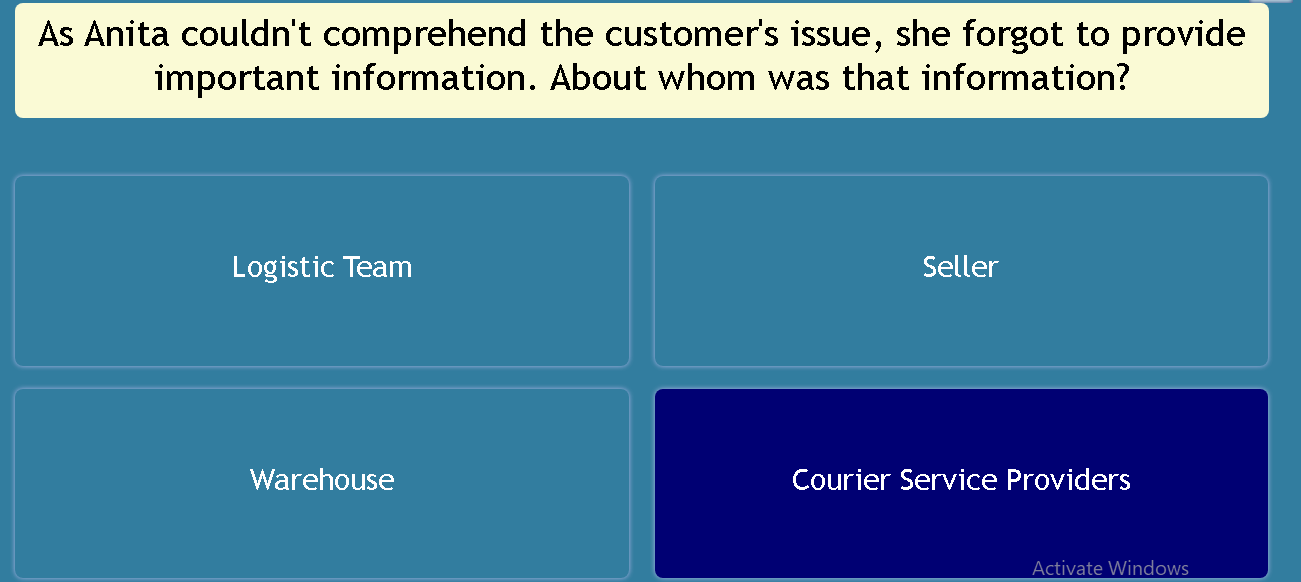 As Anita couldn't comprehend the customer's issue, she forgot to provide
important information. About whom was that information?
Logistic Team
Seller
Warehouse
Courier Service Providers
Activate Windows